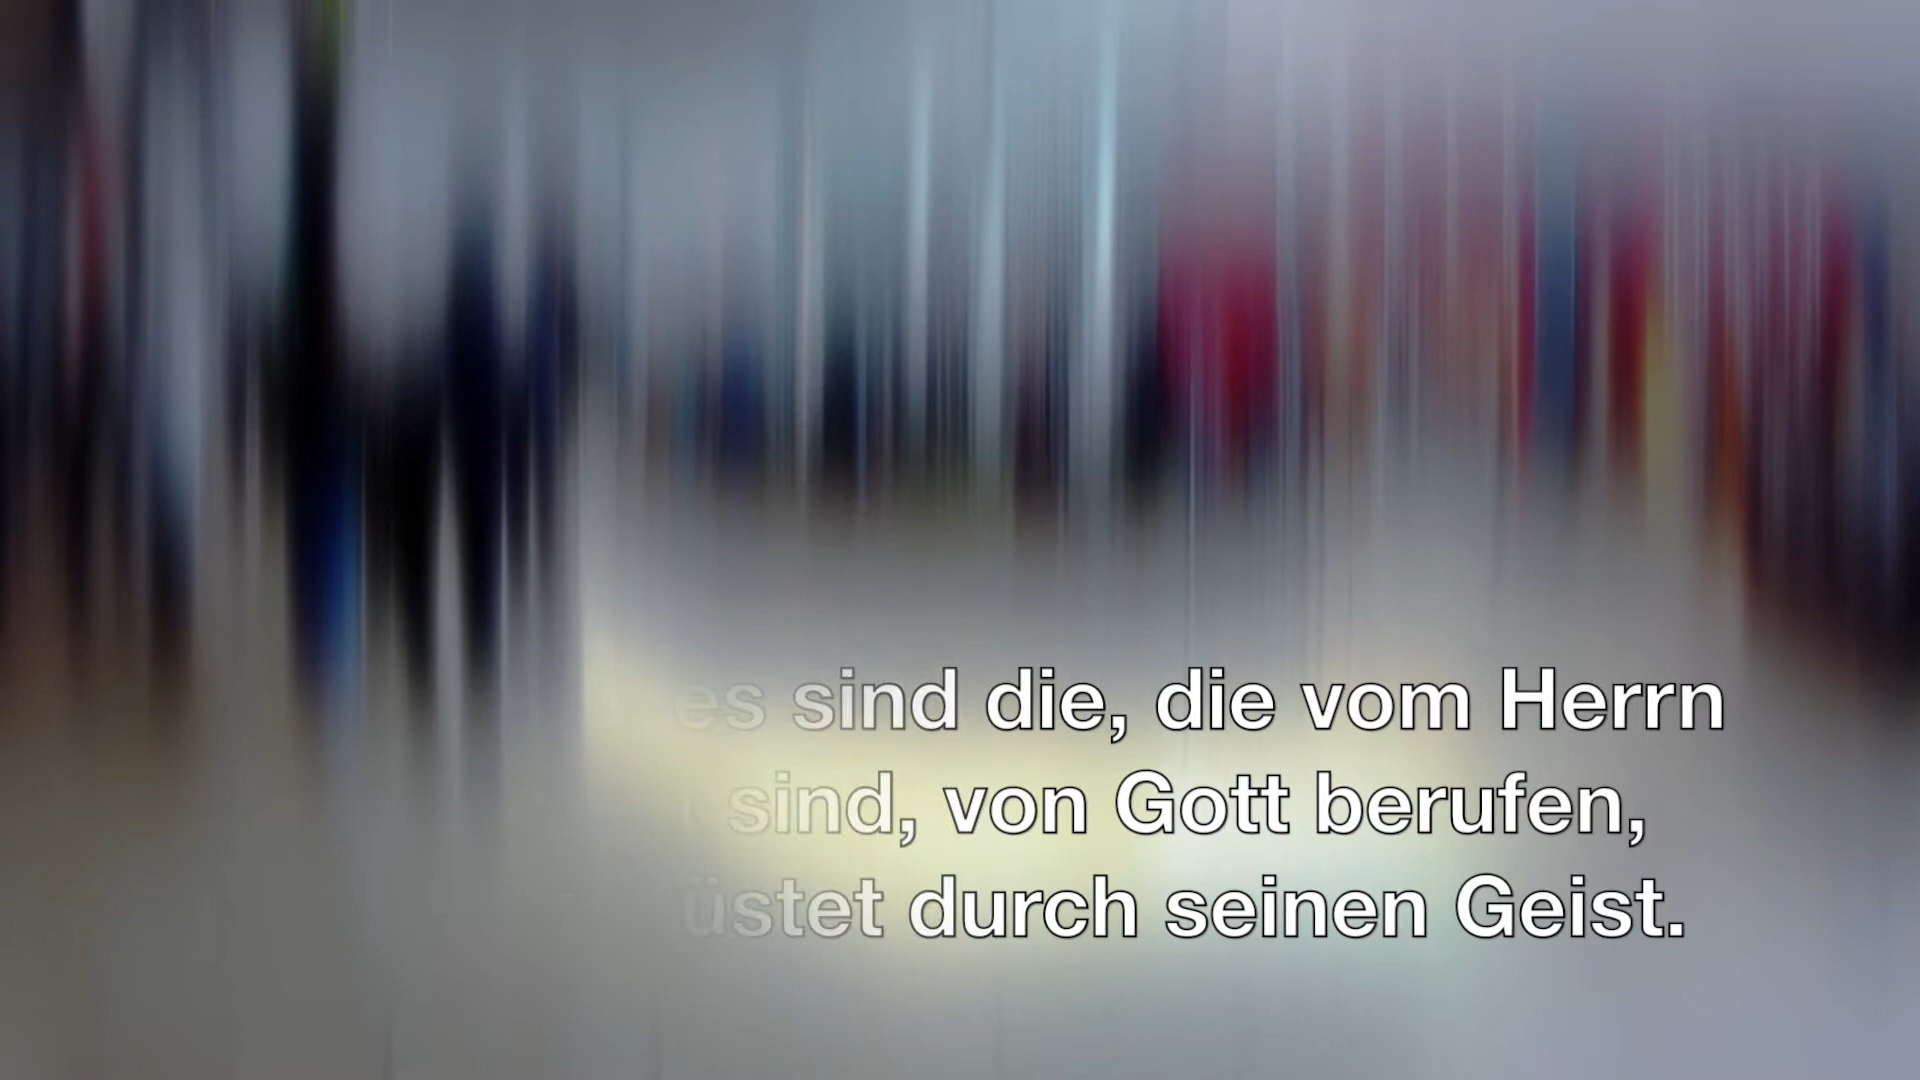 es sind die, die vom Herrn
sind, von Gott berufen,
üstet durch seinen Geist.